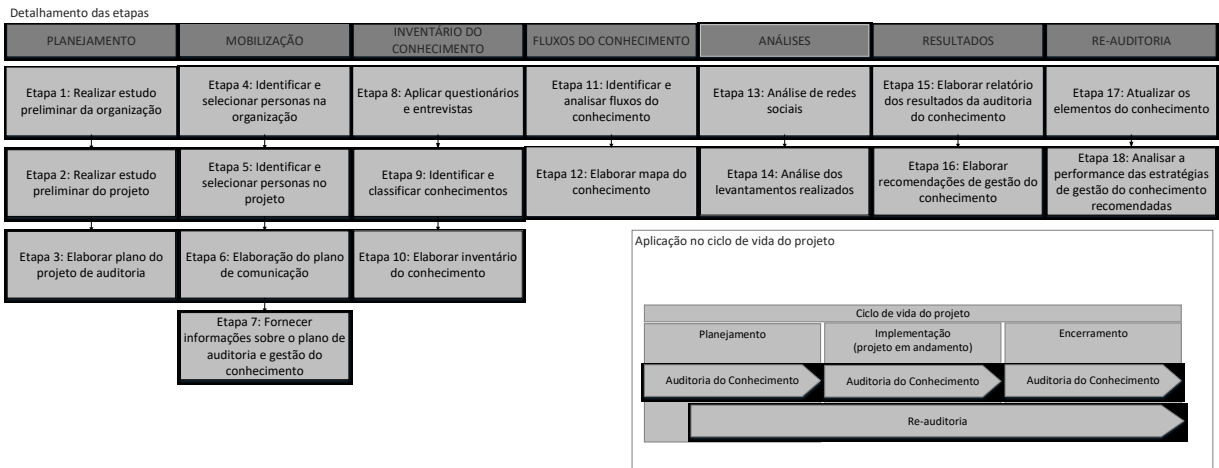 Detalhamento das etapas
PLANEJAMENTO
MOBILIZAÇÃO
INVENTÁRIO DO
CONHECIMENTO
FLUXOS DO CONHECIMENTO
ANÁLISES
RESULTADOS
RE-AUDITORIA
Etapa 1: Realizar estudo
preliminar da organização
Etapa 2: Realizar estudo
preliminar do projeto
Etapa 3: Elaborar plano do
projeto de auditoria
Etapa 4: Identificar e
selecionar personas na
organização
Etapa 5: Identificar e
selecionar personas no
projeto
Etapa 6: Elaboração do plano
de comunicação
Etapa 7: Fornecer
informações sobre o plano de
auditoria e gestão do
conhecimento
Etapa 8: Aplicar questionários
e entrevistas
Etapa 9: Identificar e
classificar conhecimentos
Etapa 10: Elaborar inventário
do conhecimento
Etapa 11: Identificar e
analisar fluxos do
conhecimento
Etapa 12: Elaborar mapa do
conhecimento
Etapa 13: Análise de redes
sociais
Etapa 14: Análise dos
levantamentos realizados
Etapa 15: Elaborar relatório
dos resultados da auditoria
do conhecimento
Etapa 16: Elaborar
recomendações de gestão do
conhecimento
Etapa 17: Atualizar os
elementos do conhecimento
Etapa 18: Analisar a
performance das estratégias
de gestão do conhecimento
recomendadas
Aplicação no ciclo de vida do projeto
Ciclo de vida do projeto
Planejamento
Implementação
(projeto em andamento)
Encerramento
Auditoria do Conhecimento
Auditoria do Conhecimento
Auditoria do Conhecimento
Re-auditoria